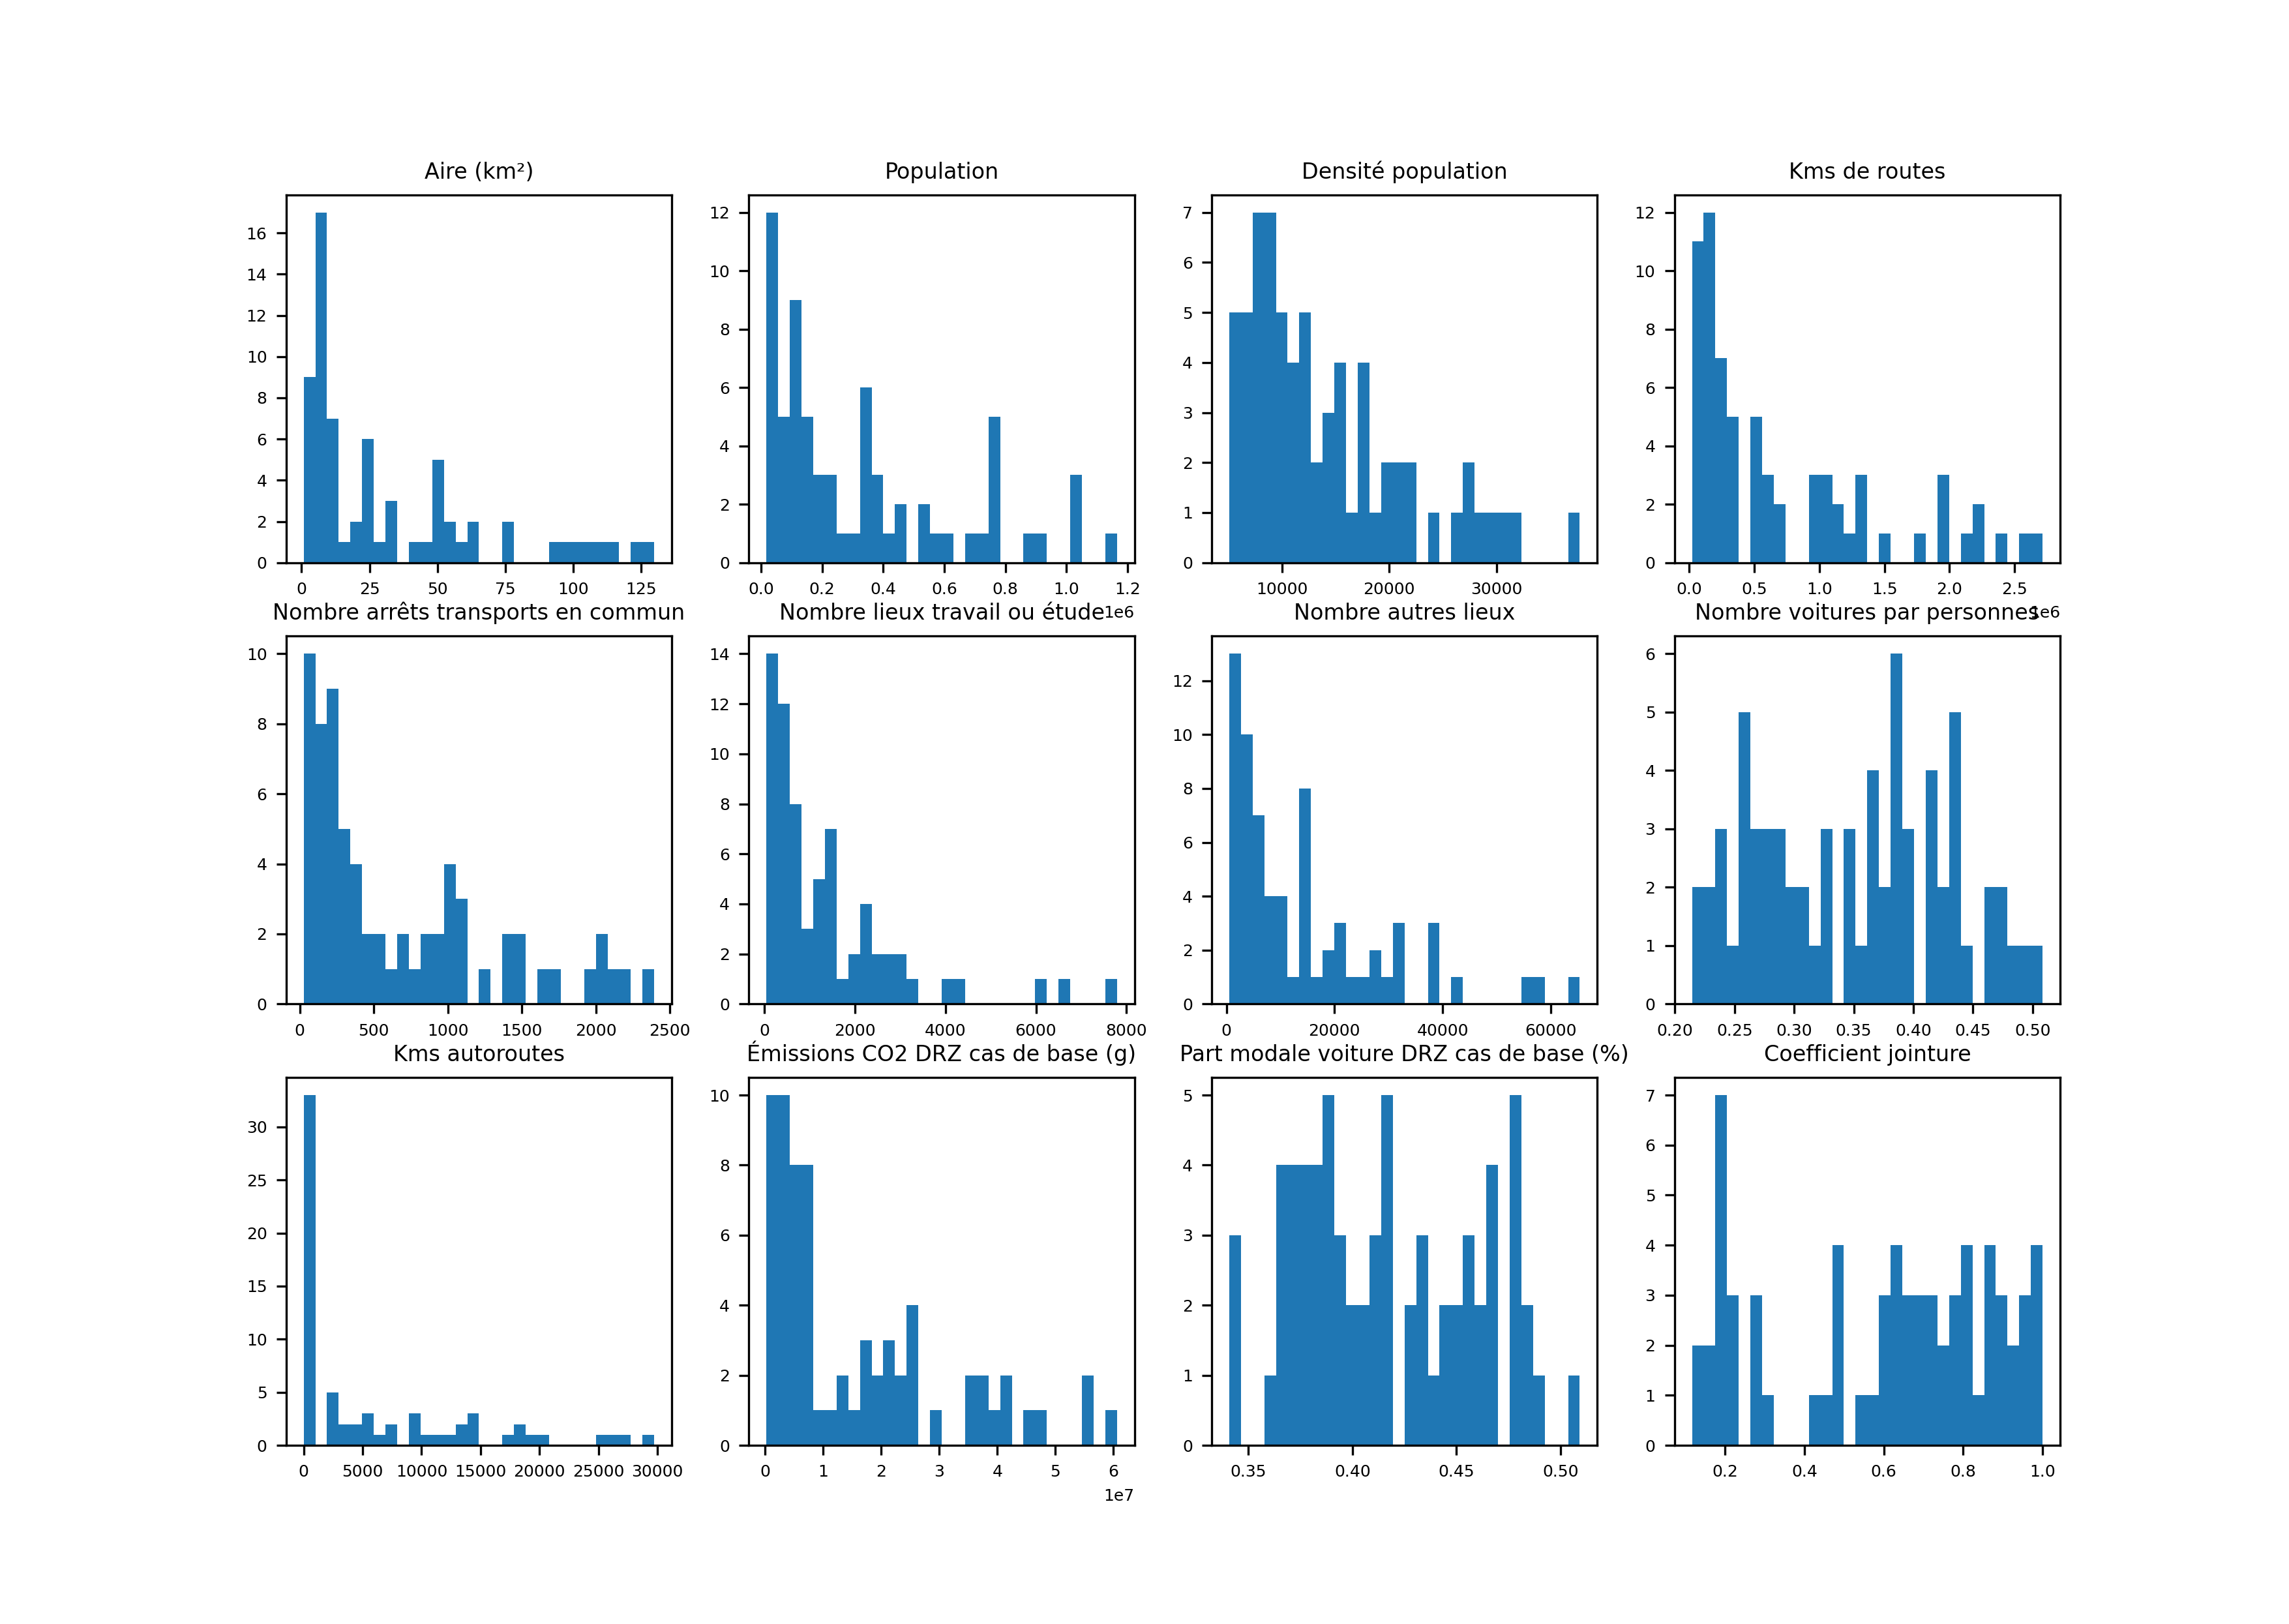 Aire (km²)
0 2 4 6 8 10 12 14 16
0 25 50 75 100 125
Population
0 2 4 6 8 10 12
0.0 0.2 0.4 0.6 0.8 1.0 1.2
1e6
Densité population
0 1 2 3 4 5 6 7
10000 20000 30000
Kms de routes
0 2 4 6 8 10 12
0.0 0.5 1.0 1.5 2.0 2.5
1e6
Nombre arrêts transports en commun
0 2 4 6 8 10
0 500 1000 1500 2000 2500
Nombre lieux travail ou étude
0 2 4 6 8 10 12 14
0 2000 4000 6000 8000
Nombre autres lieux
0 2 4 6 8 10 12
0 20000 40000 60000
Nombre voitures par personnes
0 1 2 3 4 5 6
0.20 0.25 0.30 0.35 0.40 0.45 0.50
Kms autoroutes
0 5 10 15 20 25 30
0 5000 10000 15000 20000 25000 30000
Émissions CO2 DRZ cas de base (g)
0 2 4 6 8 10
0 1 2 3 4 5 6
1e7
Part modale voiture DRZ cas de base (%)
0 1 2 3 4 5
0.35 0.40 0.45 0.50
Coefficient jointure
0 1 2 3 4 5 6 7
0.2 0.4 0.6 0.8 1.0